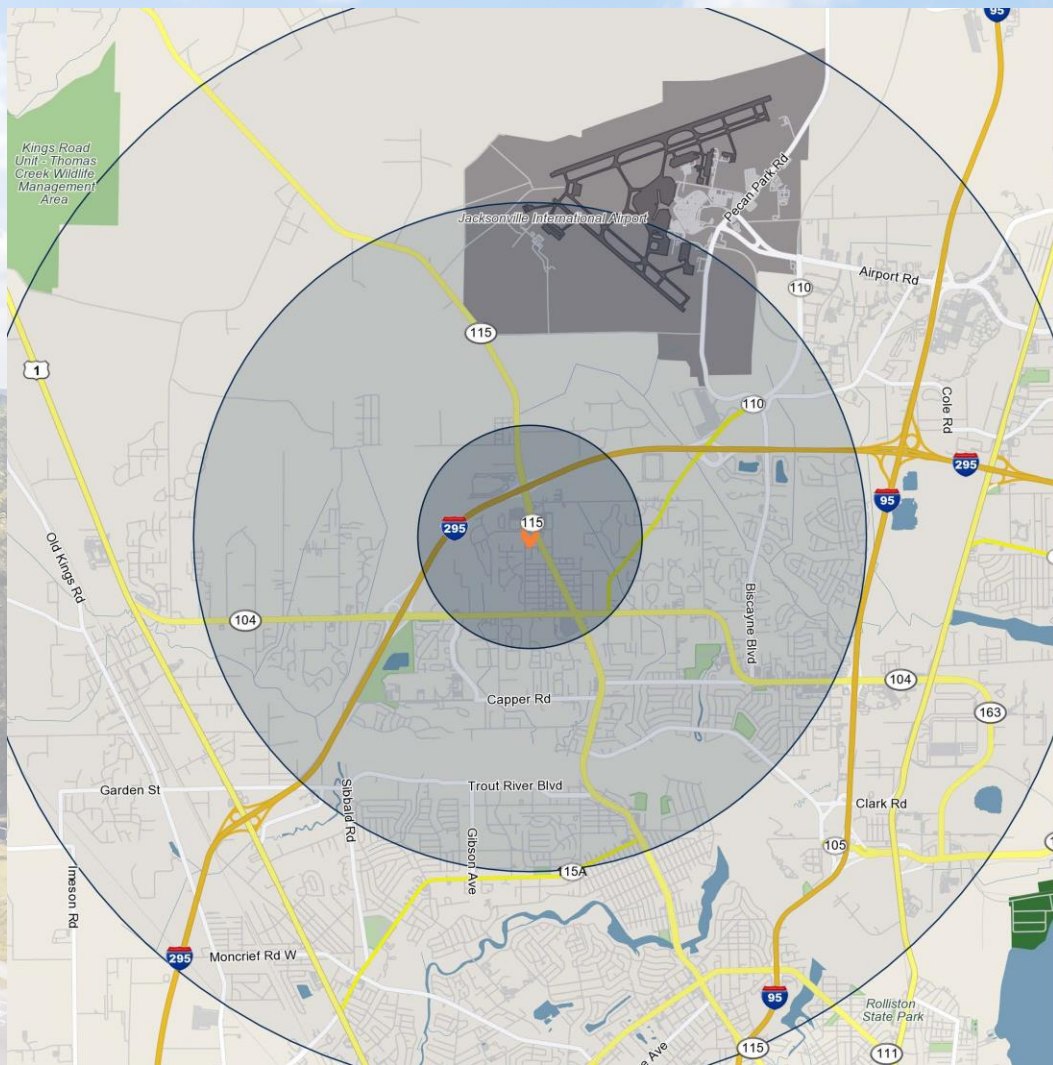 95
Kings Road
Unit - Thomas
Creek Wildlife
Management
Area
Pecan Park Rd
Jacksonville International Airport
Airport Rd
110
115
1
110
Cole Rd
295
95
115
295
Old Kings Rd
104
Biscayne Blvd
104
Capper Rd
163
Garden St
Sibbald Rd
Trout River Blvd
Clark Rd
Gibson Ave
105
115A
Imeson Rd
295
Moncrief Rd W
95
Rolliston
State Park
Ave
115
111